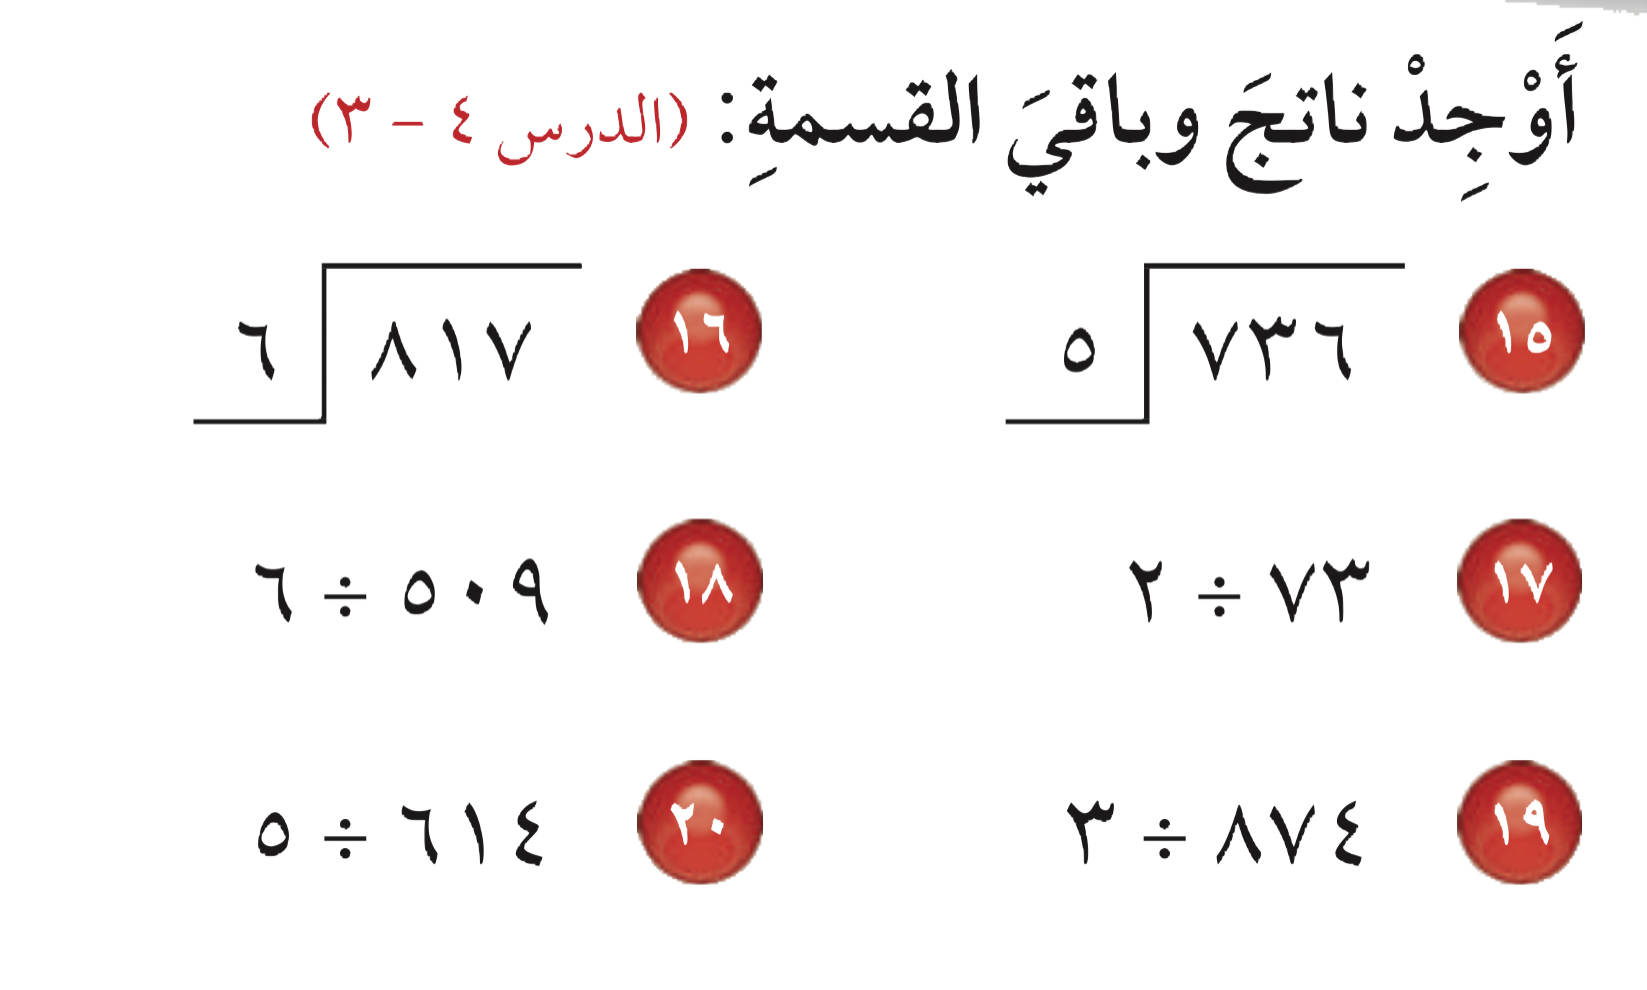 أَوْجِدْ ناتجَ وباقيَ القسمةِ: (الدرس ٤ – ٣)
١٥ ٧٣٦ ٥
١٦ ٨١٧ ٦
١٧ ٧٣ ÷ ٢
١٨ ٥٠٩ ÷ ٦
١٩ ٨٧٤ ÷ ٣
٢٠ ٦١٤ ÷ ٥